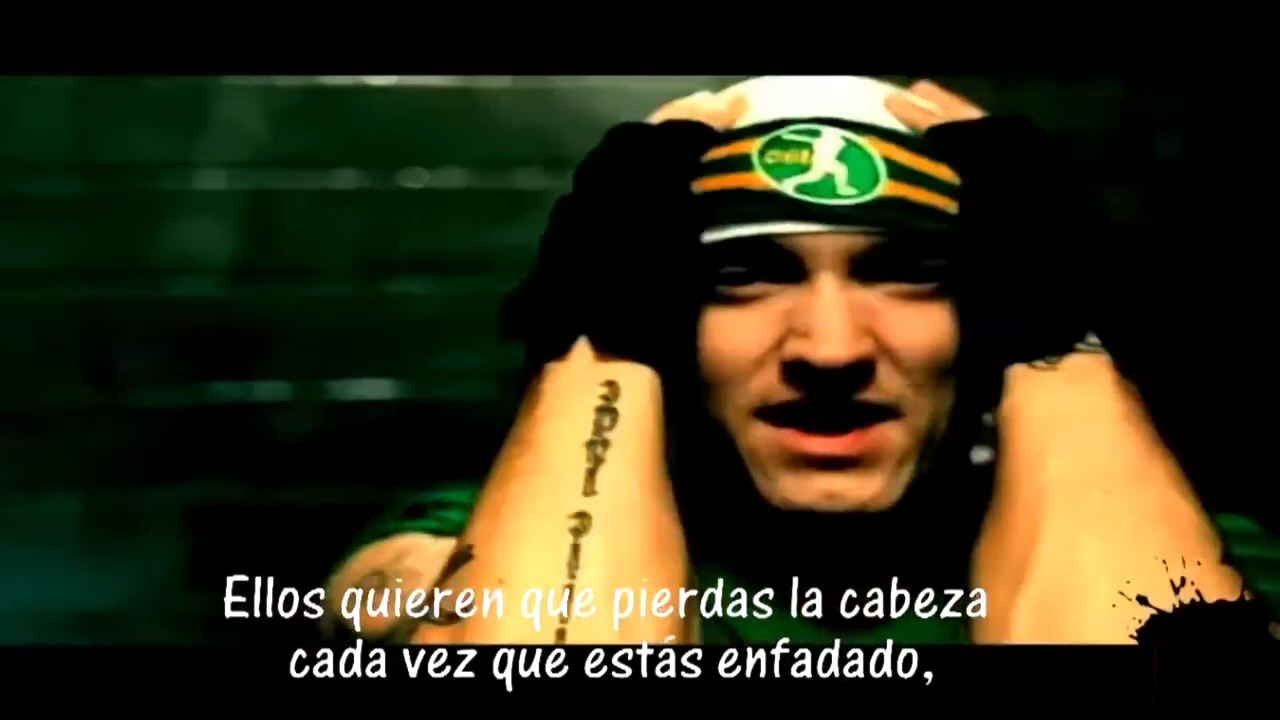 Ellos quieren que pierdas la cabeza
cada vez que estás enfadado,